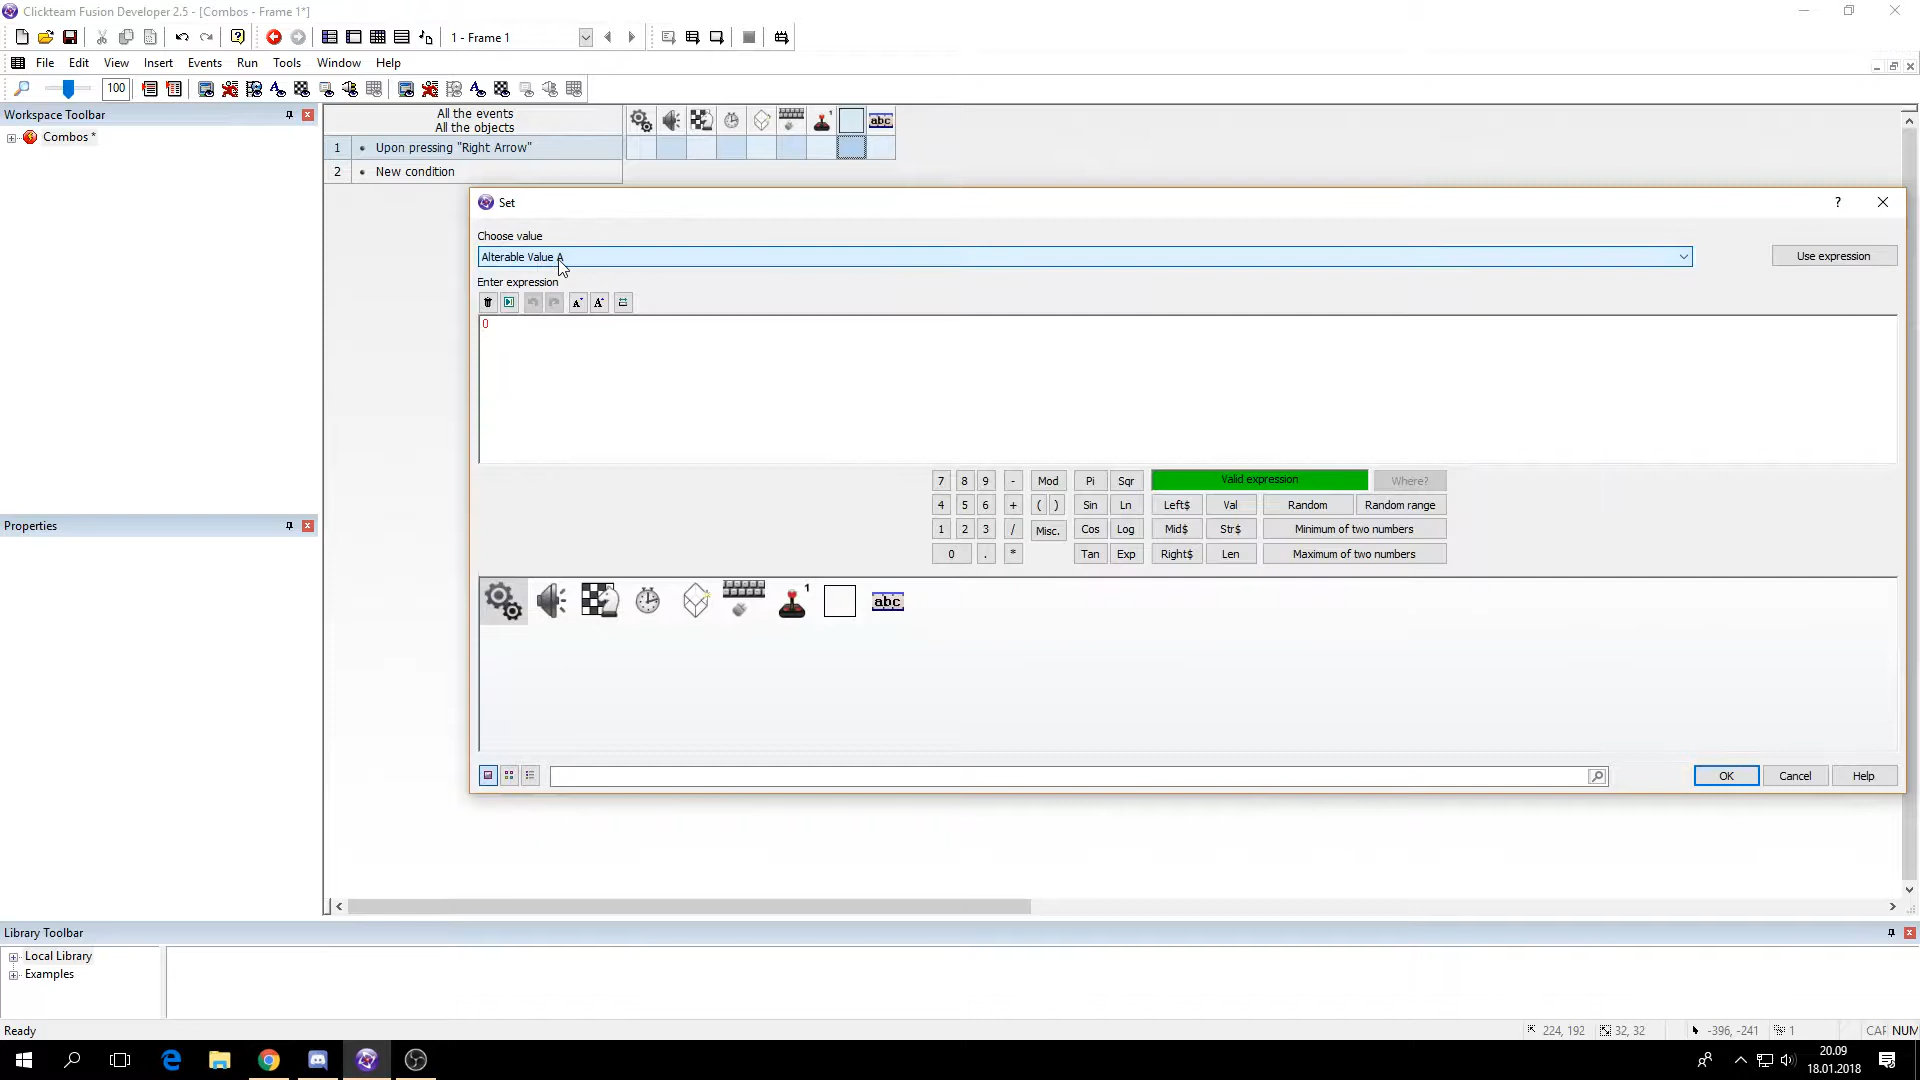 Clickteam Fusion Developer 2.5 - [Combos - Frame 1*]
1 - Frame 1
File Edit View Insert Events Run Tools Window Help
100
Workspace Toolbar
Combos *
All the events
All the objects
1 • Upon pressing "Right Arrow"
2 • New condition
Set
?
Choose value
Alterable Value A
Use expression
Enter expression
0
7 8 9 - Mod Pi Sqr Valid expression Where?
4 5 6 + ( ) Sin Ln Left$ Val Random Random range
1 2 3 / Misc. Cos Log Mid$ Str$ Minimum of two numbers
0 . * Tan Exp Right$ Len Maximum of two numbers
1
abc
abc
OK Cancel Help
Properties
Library Toolbar
Local Library
Examples
Ready
224, 192 32, 32 -396, -241 1 CAP NUM
20.09
18.01.2018